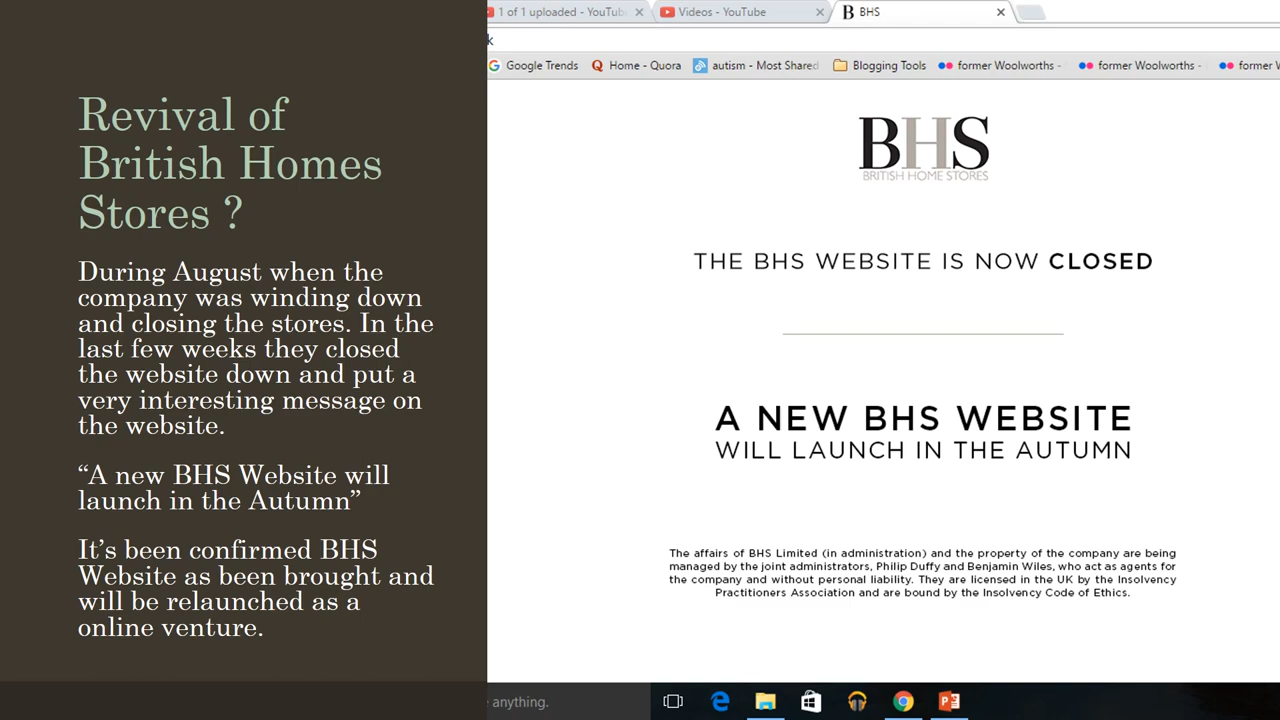 Revival of
British Homes
Stores ?
During August when the
company was winding down
and closing the stores. In the
last few weeks they closed
the website down and put a
very interesting message on
the website.
“A new BHS Website will
launch in the Autumn”
It’s been confirmed BHS
Website as been brought and
will be relaunched as a
online venture.
1 of 1 uploaded - YouTub
Videos - YouTube
BHS
k
Google Trends
Home - Quora
autism - Most Shared
Blogging Tools
former Woolworths -
former Woolworths -
former W
BHS
BRITISH HOME STORES
THE BHS WEBSITE IS NOW CLOSED
A NEW BHS WEBSITE
WILL LAUNCH IN THE AUTUMN
The affairs of BHS Limited (in administration) and the property of the company are being
managed by the joint administrators, Philip Duffy and Benjamin Wiles, who act as agents for
the company and without personal liability. They are licensed in the UK by the Insolvency
Practitioners Association and are bound by the Insolvency Code of Ethics.
anything.